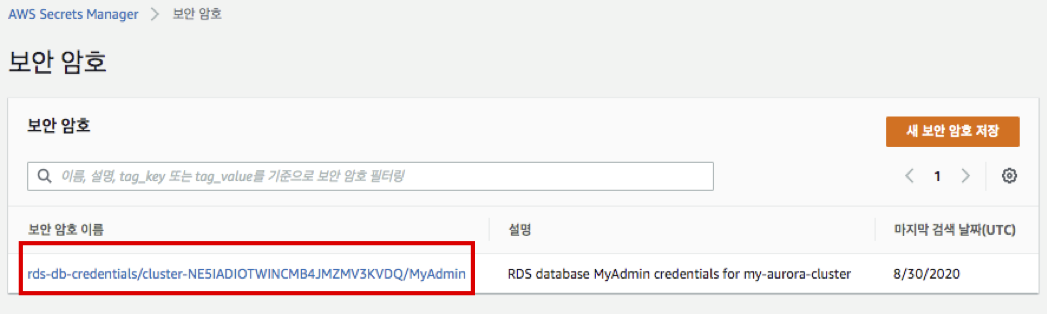 AWS Secrets Manager > 보안 암호
보안 암호
보안 암호
새 보안 암호 저장
이름, 설명, tag_key 또는 tag_value를 기준으로 보안 암호 필터링
< 1 >
보안 암호 이름 설명 마지막 검색 날짜(UTC)
rds-db-credentials/cluster-NE5IADIOTWINCMB4JMZMV3KVDQ/MyAdmin RDS database MyAdmin credentials for my-aurora-cluster 8/30/2020